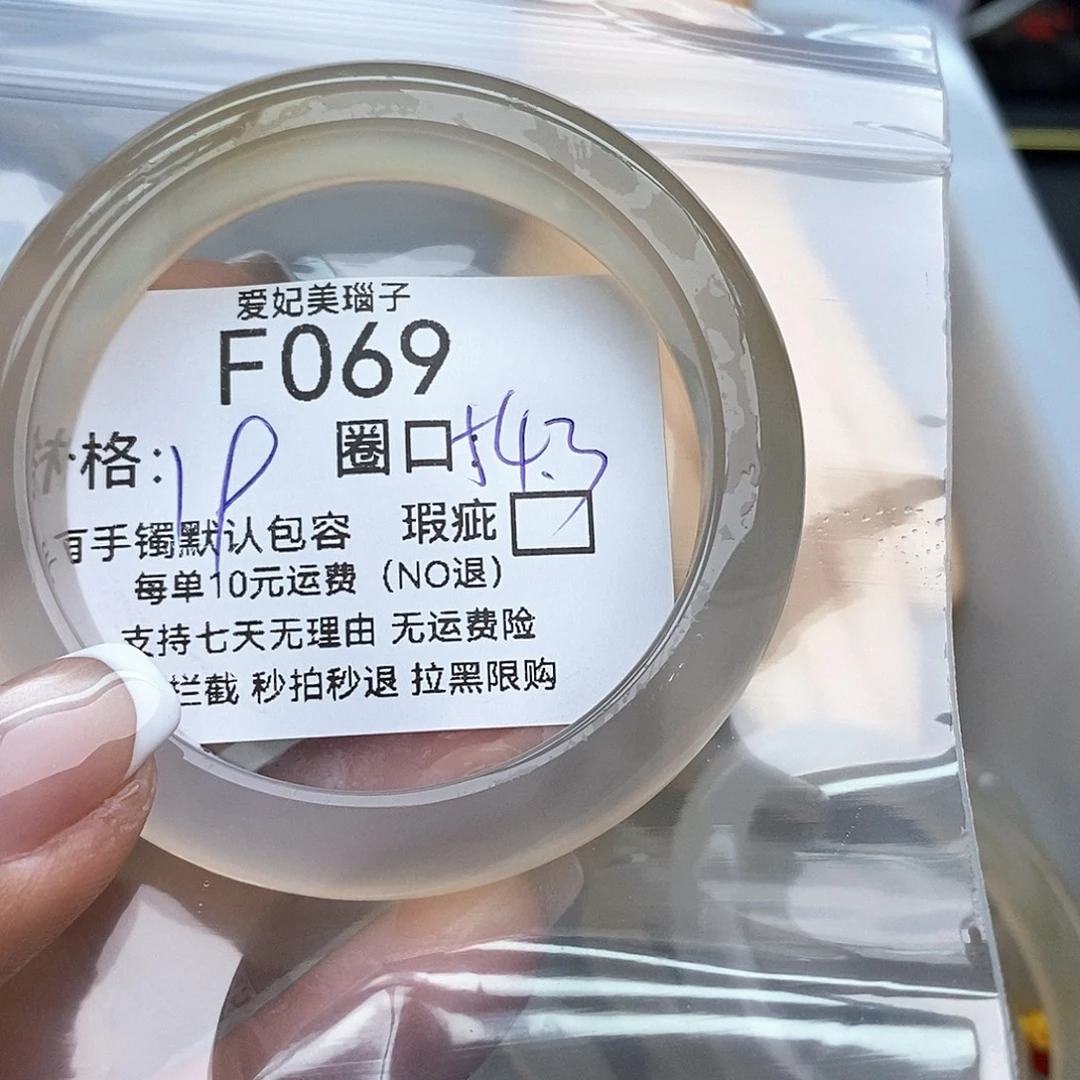 爱妃美瑙子
F069
格: 圈口: 54.3
有手镯默认包容 瑕疵
每单10元运费（NO退）
支持七天无理由 无运费险
拦截 秒拍秒退 拉黑限购